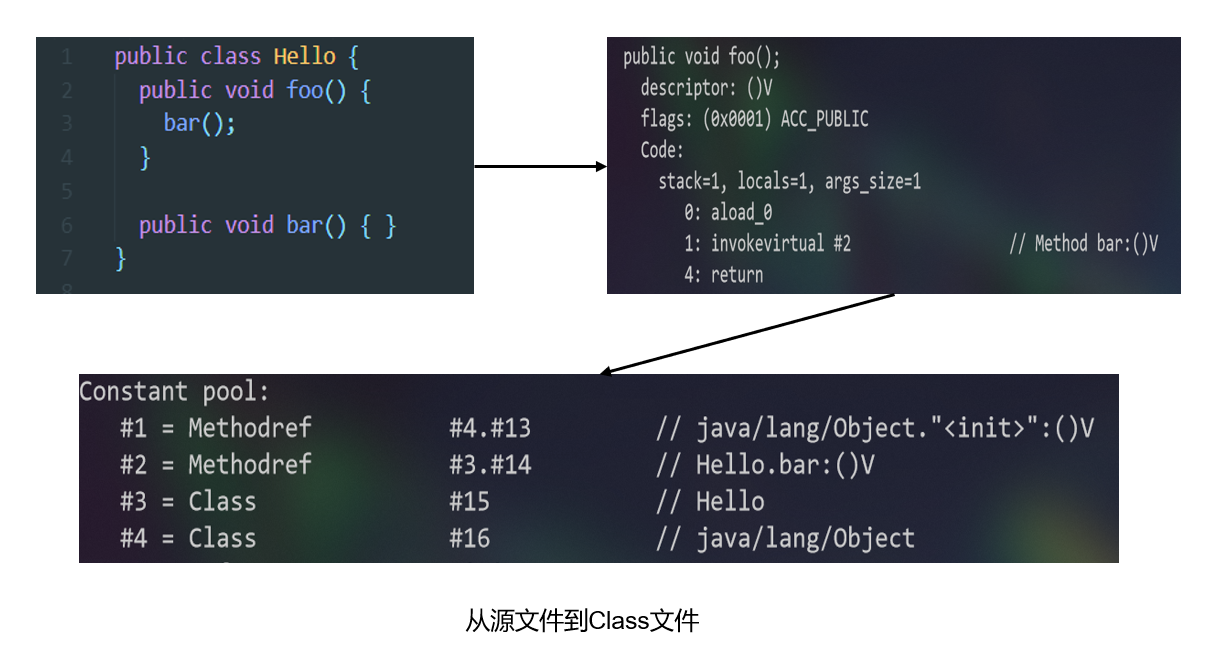 1 public class Hello {
2 public void foo() {
3 bar();
4 }
5
6 public void bar() { }
7 }
8
public void foo();
descriptor: ()V
flags: (0x0001) ACC_PUBLIC
Code:
stack=1, locals=1, args_size=1
0: aload_0
1: invokevirtual #2 // Method bar:()V
4: return
Constant pool:
#1 = Methodref #4.#13 // java/lang/Object."<init>":()V
#2 = Methodref #3.#14 // Hello.bar:()V
#3 = Class #15 // Hello
#4 = Class #16 // java/lang/Object
从源文件到Class文件